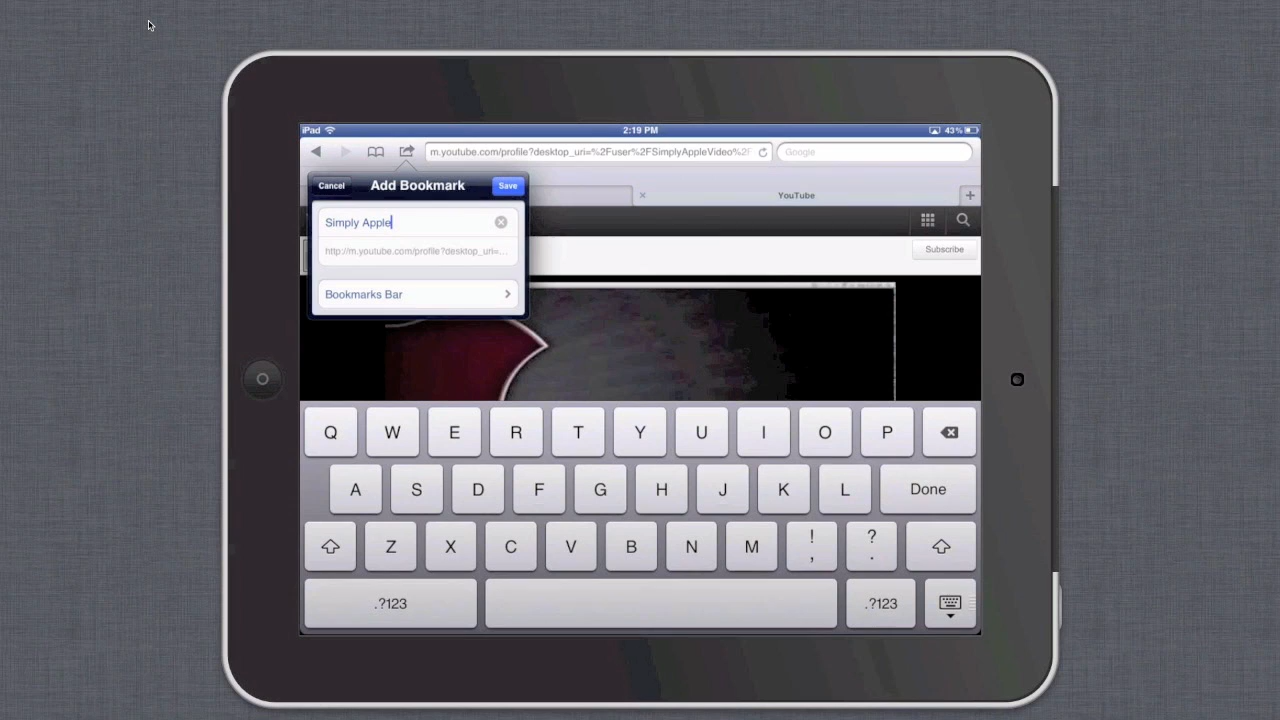 iPad 2:19 PM 43%
m.youtube.com/profile?desktop_uri=%2Fuser%2FSimplyAppleVideo%2F Google
Cancel Add Bookmark Save
YouTube
Simply Apple
http://m.youtube.com/profile?desktop_uri=...
Subscribe
Bookmarks Bar
Q W E R T Y U I O P
A S D F G H J K L Done
Z X C V B N M ! , ? .
.?123 .?123